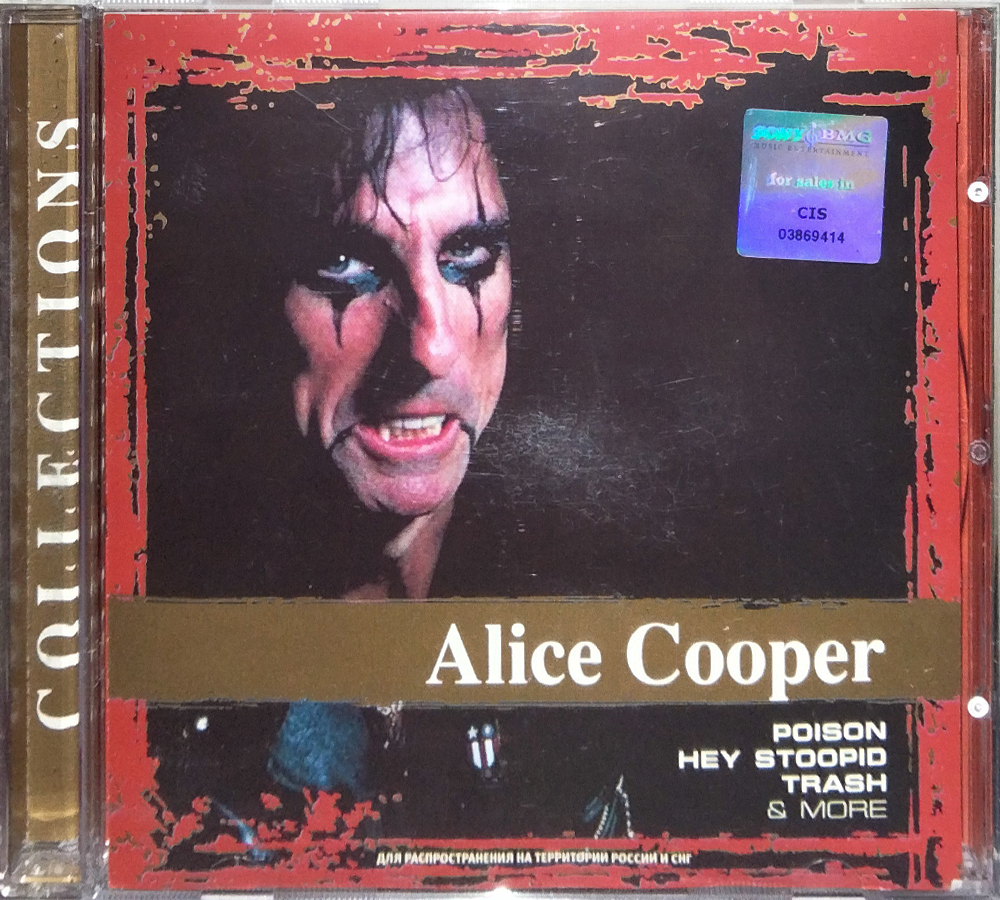 COLLECTIONS
SONY BMG
MUSIC ENTERTAINMENT
for sales in
CIS
03869414
Alice Cooper
POISON
HEY STOOPID
TRASH
& MORE
ДЛЯ РАСПРОСТРАНЕНИЯ НА ТЕРРИТОРИИ РОССИИ И СНГ